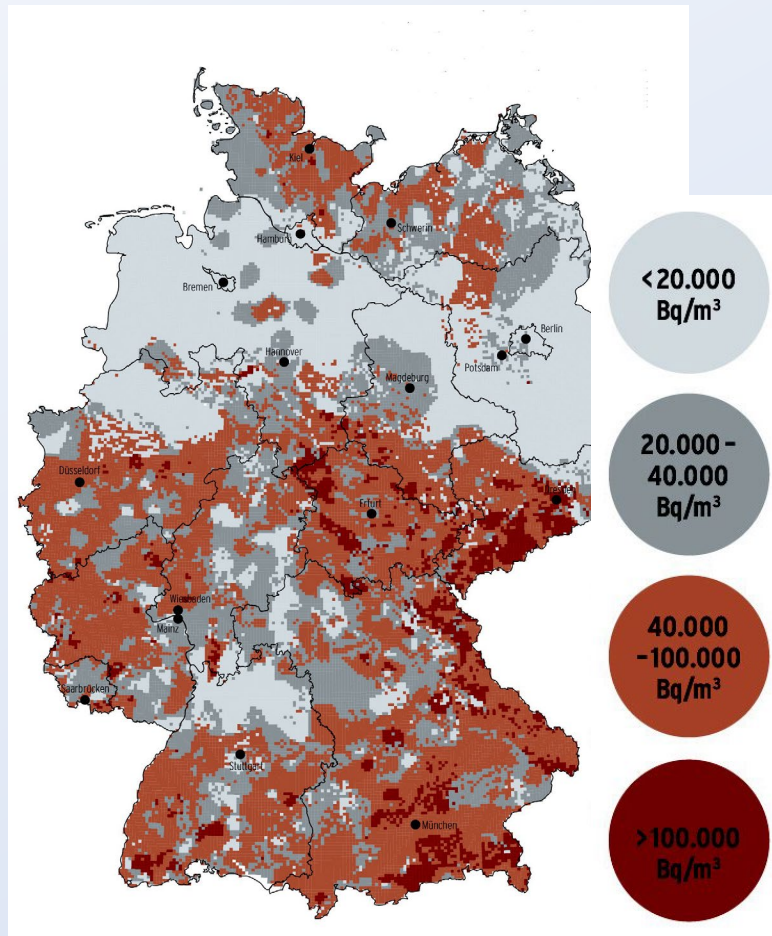 Kiel
Schwerin
Hamburg
Bremen
Berlin
Potsdam
Hannover
Magdeburg
Düsseldorf
Dresden
Erfurt
Wiesbaden
Mainz
Saarbrücken
Stuttgart
München
<20.000
Bq/m³
20.000 –
40.000
Bq/m³
40.000
–100.000
Bq/m³
>100.000
Bq/m³